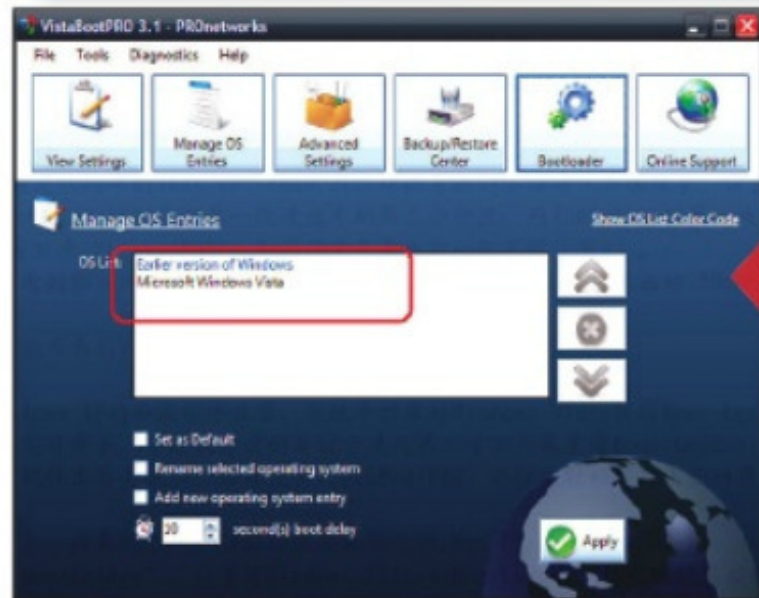 VistaBootPRO 3.1 - PROnetworks
File Tools Diagnostics Help
View Settings
Manage OS Entries
Advanced Settings
Backup/Restore Center
Bootloader
Online Support
Manage OS Entries
Show OS List Color Code
OS List:
Earlier version of Windows
Microsoft Windows Vista
Set as Default
Rename selected operating system
Add new operating system entry
second(s) boot delay
Apply